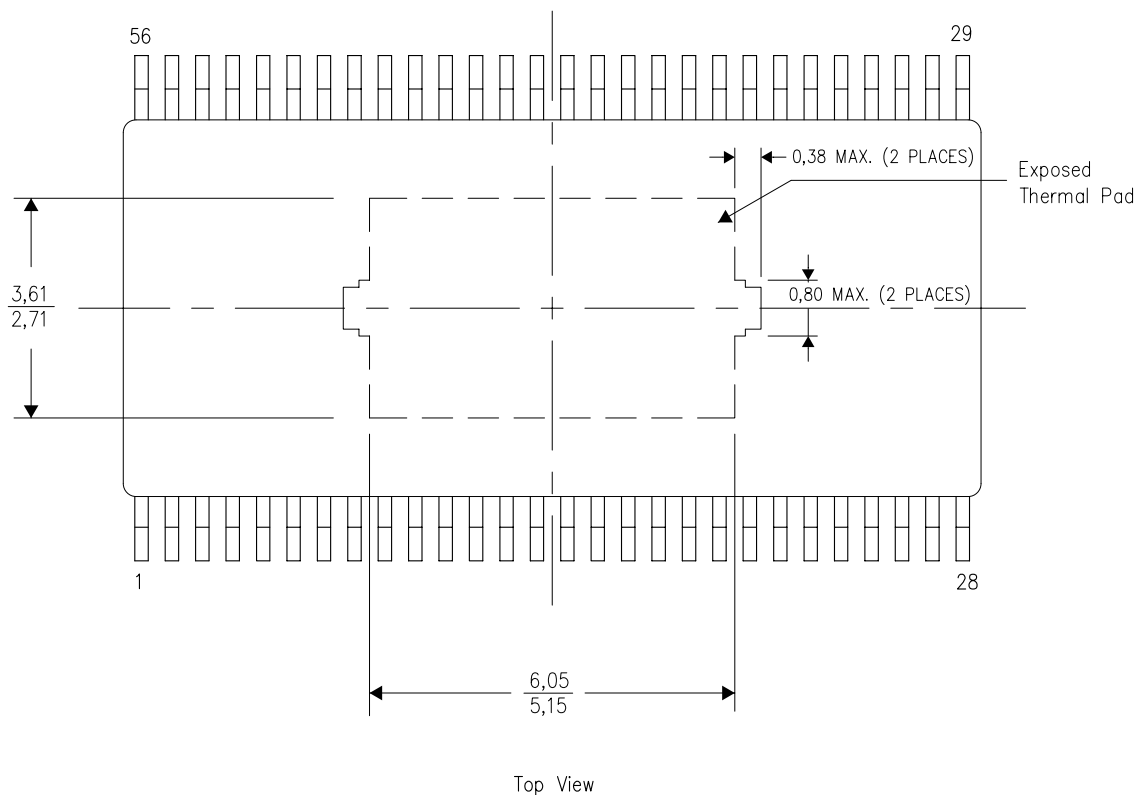 56
29
0,38 MAX. (2 PLACES)
Exposed
Thermal Pad
3,61
2,71
0,80 MAX. (2 PLACES)
1
28
6,05
5,15
Top View